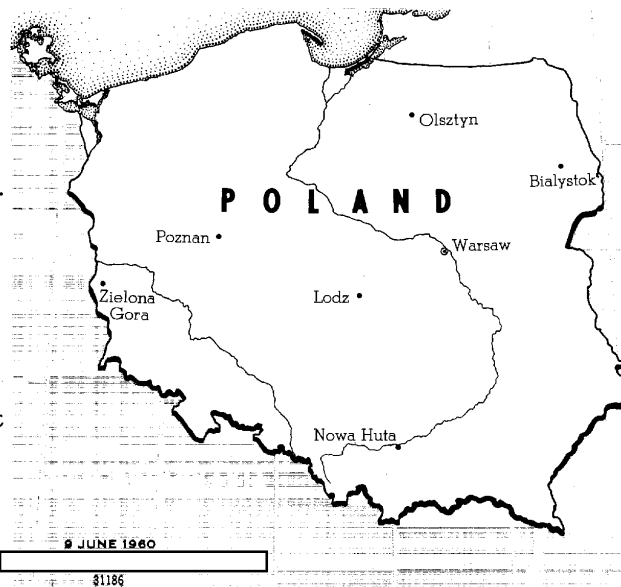 Olsztyn
Bialystok
POLAND
Poznan
Warsaw
Zielona
Gora
Lodz
Nowa Huta
9 JUNE 1960
31186